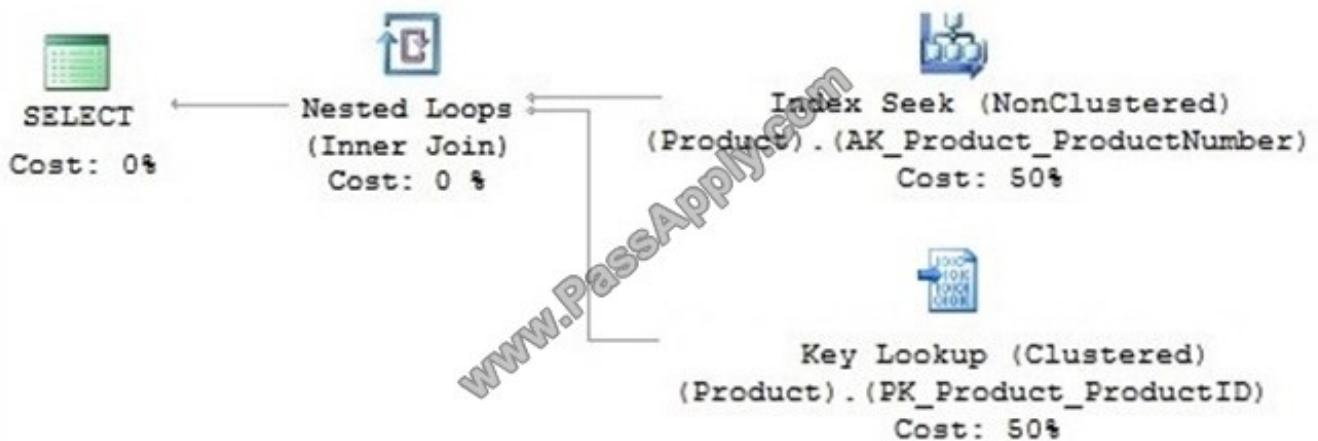 SELECT
Cost: 0%
Nested Loops
(Inner Join)
Cost: 0 %
Index Seek (NonClustered)
(Product).(AK_Product_ProductNumber)
Cost: 50%
Key Lookup (Clustered)
(Product).(PK_Product_ProductID)
Cost: 50%
www.PassApply.com